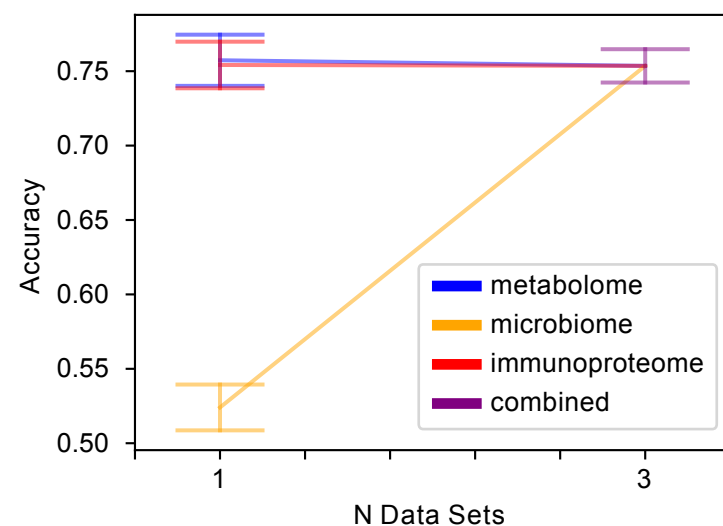 Accuracy
0.75
0.70
0.65
0.60
0.55
0.50
metabolome
microbiome
immunoproteome
combined
1
3
N Data Sets